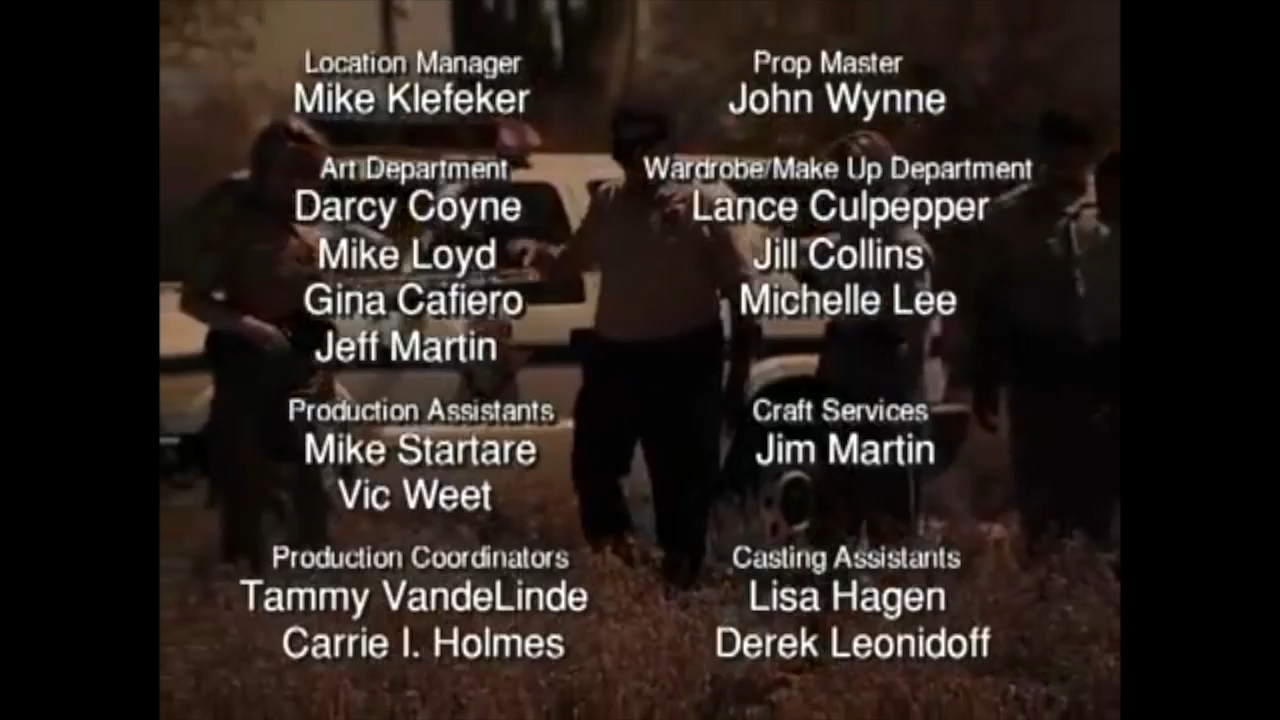 Location Manager
Mike Klefeker
Prop Master
John Wynne
Art Department
Darcy Coyne
Mike Loyd
Gina Cafiero
Jeff Martin
Wardrobe/Make Up Department
Lance Culpepper
Jill Collins
Michelle Lee
Production Assistants
Mike Startare
Vic Weet
Craft Services
Jim Martin
Production Coordinators
Tammy VandeLinde
Carrie I. Holmes
Casting Assistants
Lisa Hagen
Derek Leonidoff